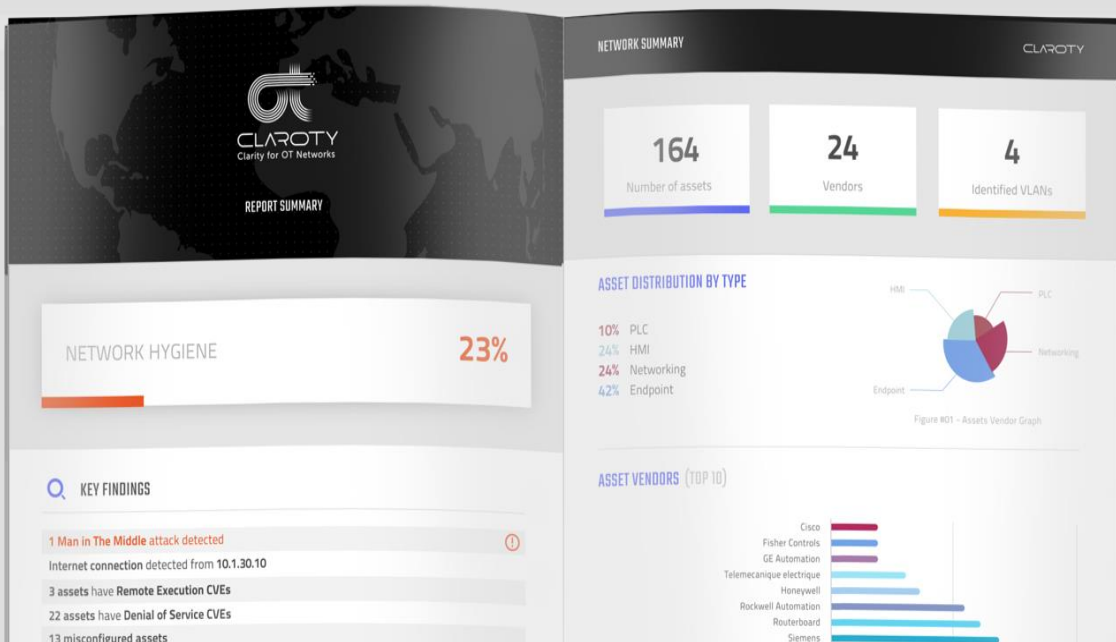 CLAROTY
Clarity for OT Networks
REPORT SUMMARY
NETWORK HYGIENE
23%
KEY FINDINGS
1 Man in The Middle attack detected
Internet connection detected from 10.1.30.10
3 assets have Remote Execution CVEs
22 assets have Denial of Service CVEs
13 misconfigured assets
NETWORK SUMMARY
CLAROTY
164
Number of assets
24
Vendors
4
Identified VLANs
ASSET DISTRIBUTION BY TYPE
10% PLC
24% HMI
24% Networking
42% Endpoint
HMI
PLC
Networking
Endpoint
Figure #01 - Assets Vendor Graph
ASSET VENDORS (TOP 10)
Cisco
Fisher Controls
GE Automation
Telemecanique electrique
Honeywell
Rockwell Automation
Routerboard
Siemens